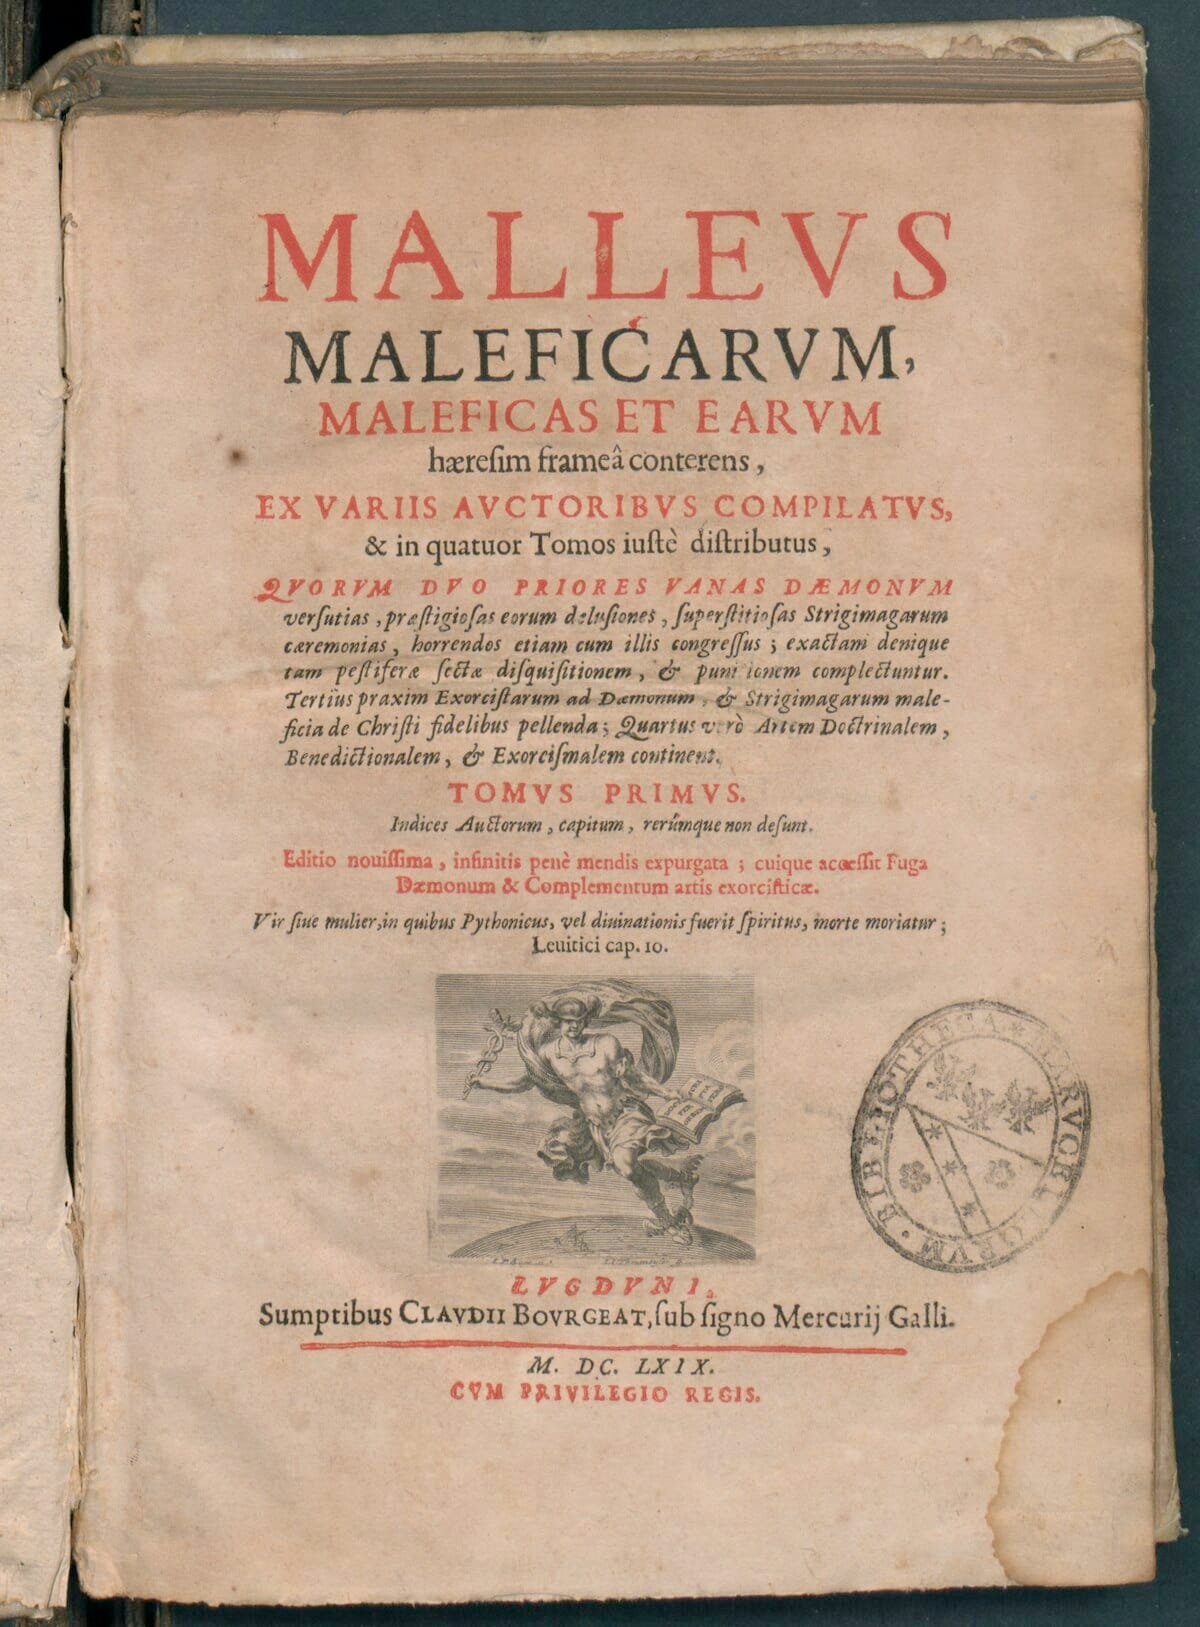 MALLEVS
MALEFICARVM,
MALEFICAS ET EARVM
hæreſim frameâ conterens,
EX VARIIS AVCTORIBVS COMPILATVS,
& in quatuor Tomos iuſtè diſtributus,
QVORVM DVO PRIORES VANAS DÆMONVM
verſutias, præſtigioſas eorum deluſiones, ſuperſtitioſas Strigimagarum
cæremonias, horrendos etiam cum illis congreſſus; exactam denique
tam peſtiferæ ſectæ diſquiſitionem, & punitionem complectuntur.
Tertius praxim Exorciſtarum ad Dæmonum, & Strigimagarum male-
ficia de Chriſti fidelibus pellenda; Quartus verò Artem Doctrinalem,
Benedictionalem, & Exorciſmalem continent.
TOMVS PRIMVS.
Indices Auctorum, capitum, rerúmque non deſunt.
Editio nouiſſima, infinitis penè mendis expurgata; cuique acceſſit Fuga
Dæmonum & Complementum artis exorciſticæ.
Vir ſiue mulier, in quibus Pythonicus, vel diuinationis fuerit ſpiritus, morte moriatur;
Leuitici cap. 10.
BIBLIOTHECA * MARVCELLORVM •
LVGDVNI,
Sumptibus CLAVDII BOVRGEAT, ſub ſigno Mercurij Galli.
M. DC. LXIX.
CVM PRIVILEGIO REGIS.